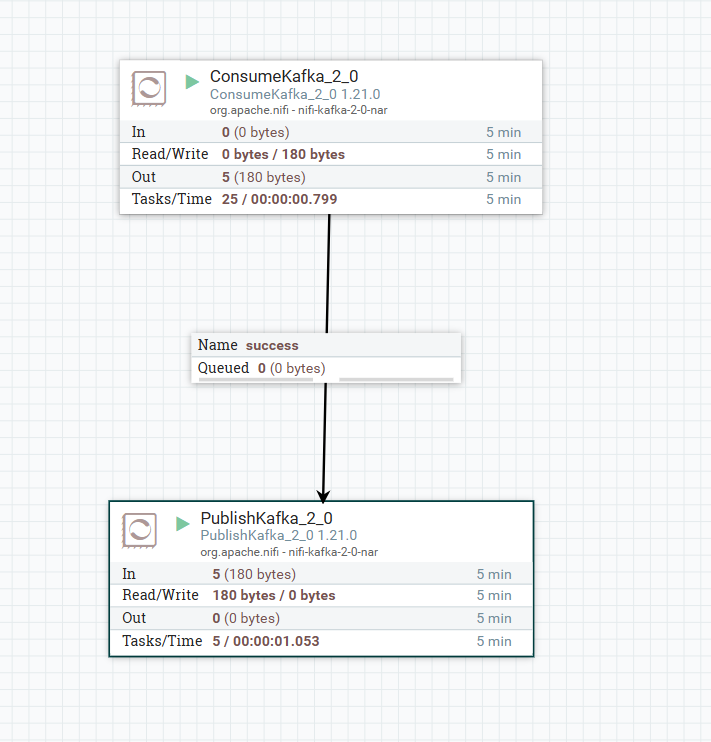 ConsumeKafka_2_0
ConsumeKafka_2_0 1.21.0
org.apache.nifi - nifi-kafka-2-0-nar
In 0 (0 bytes) 5 min
Read/Write 0 bytes / 180 bytes 5 min
Out 5 (180 bytes) 5 min
Tasks/Time 25 / 00:00:00.799 5 min
Name success
Queued 0 (0 bytes)
PublishKafka_2_0
PublishKafka_2_0 1.21.0
org.apache.nifi - nifi-kafka-2-0-nar
In 5 (180 bytes) 5 min
Read/Write 180 bytes / 0 bytes 5 min
Out 0 (0 bytes) 5 min
Tasks/Time 5 / 00:00:01.053 5 min